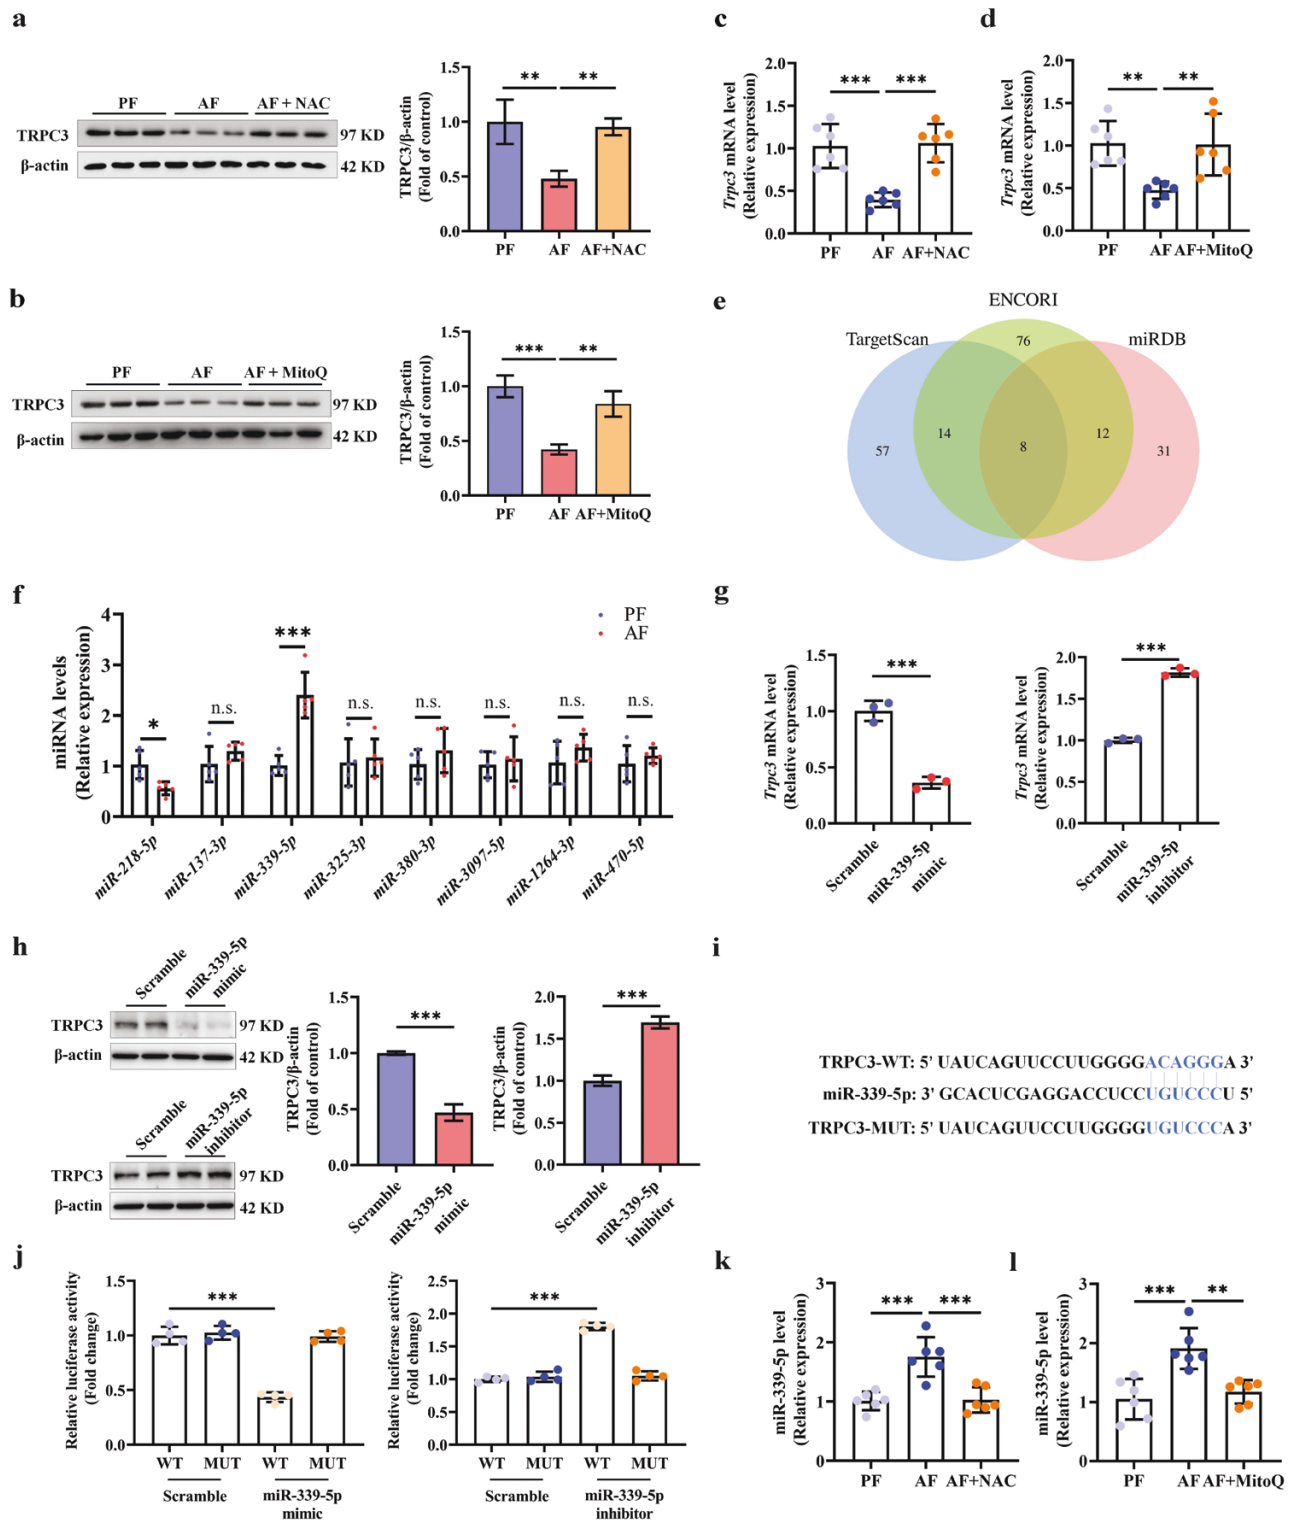 a
PF AF AF + NAC
TRPC3 97 KD
β-actin 42 KD
TRPC3/β-actin
(Fold of control)
1.5
1.0
0.5
0.0
** **
PF AF AF+NAC
c
Trpc3 mRNA level
(Relative expression)
2.0
1.5
1.0
0.5
0.0
*** ***
PF AF AF+NAC
d
Trpc3 mRNA level
(Relative expression)
2.0
1.5
1.0
0.5
0.0
** **
PF AF AF+MitoQ
b
PF AF AF + MitoQ
TRPC3 97 KD
β-actin 42 KD
TRPC3/β-actin
(Fold of control)
1.5
1.0
0.5
0.0
*** **
PF AF AF+MitoQ
e
ENCORI
TargetScan miRDB
76
14 12
57 8 31
f
miRNA levels
(Relative expression)
4
3
2
1
0
PF
AF
* n.s. *** n.s. n.s. n.s. n.s. n.s.
miR-218-5p
miR-137-3p
miR-339-5p
miR-325-3p
miR-380-3p
miR-3097-5p
miR-1264-3p
miR-470-5p
g
Trpc3 mRNA level
(Relative expression)
1.5
1.0
0.5
0.0
***
Scramble
miR-339-5p
mimic
Trpc3 mRNA level
(Relative expression)
2.0
1.5
1.0
0.5
0.0
***
Scramble
miR-339-5p
inhibitor
h
Scramble
miR-339-5p
mimic
TRPC3 97 KD
β-actin 42 KD
Scramble
miR-339-5p
inhibitor
TRPC3 97 KD
β-actin 42 KD
TRPC3/β-actin
(Fold of control)
1.5
1.0
0.5
0.0
***
Scramble
miR-339-5p
mimic
TRPC3/β-actin
(Fold of control)
2.0
1.5
1.0
0.5
0.0
***
Scramble
miR-339-5p
inhibitor
i
TRPC3-WT: 5' UAUCAGUUCCUUGGGGACAGGGA 3'
miR-339-5p: 3' GCACUCGAGGACCUCCUGUCCCU 5'
TRPC3-MUT: 5' UAUCAGUUCCUUGGGGUGUCCCA 3'
j
Relative luciferase activity
(Fold change)
1.5
1.0
0.5
0.0
***
WT MUT WT MUT
Scramble miR-339-5p
mimic
Relative luciferase activity
(Fold change)
2.5
2.0
1.5
1.0
0.5
0.0
***
WT MUT WT MUT
Scramble miR-339-5p
inhibitor
k
miR-339-5p level
(Relative expression)
3
2
1
0
*** ***
PF AF AF+NAC
l
miR-339-5p level
(Relative expression)
3
2
1
0
*** **
PF AF AF+MitoQ